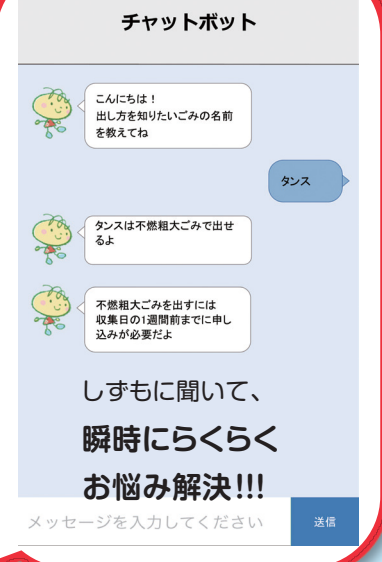 チャットボット
こんにちは！
出し方を知りたいごみの名前
を教えてね
タンス
タンスは不燃粗大ごみで出せ
るよ
不燃粗大ごみを出すには
収集日の1週間前までに申し
込みが必要だよ
しずもに聞いて、
瞬時にらくらく
お悩み解決!!!
メッセージを入力してください
送信